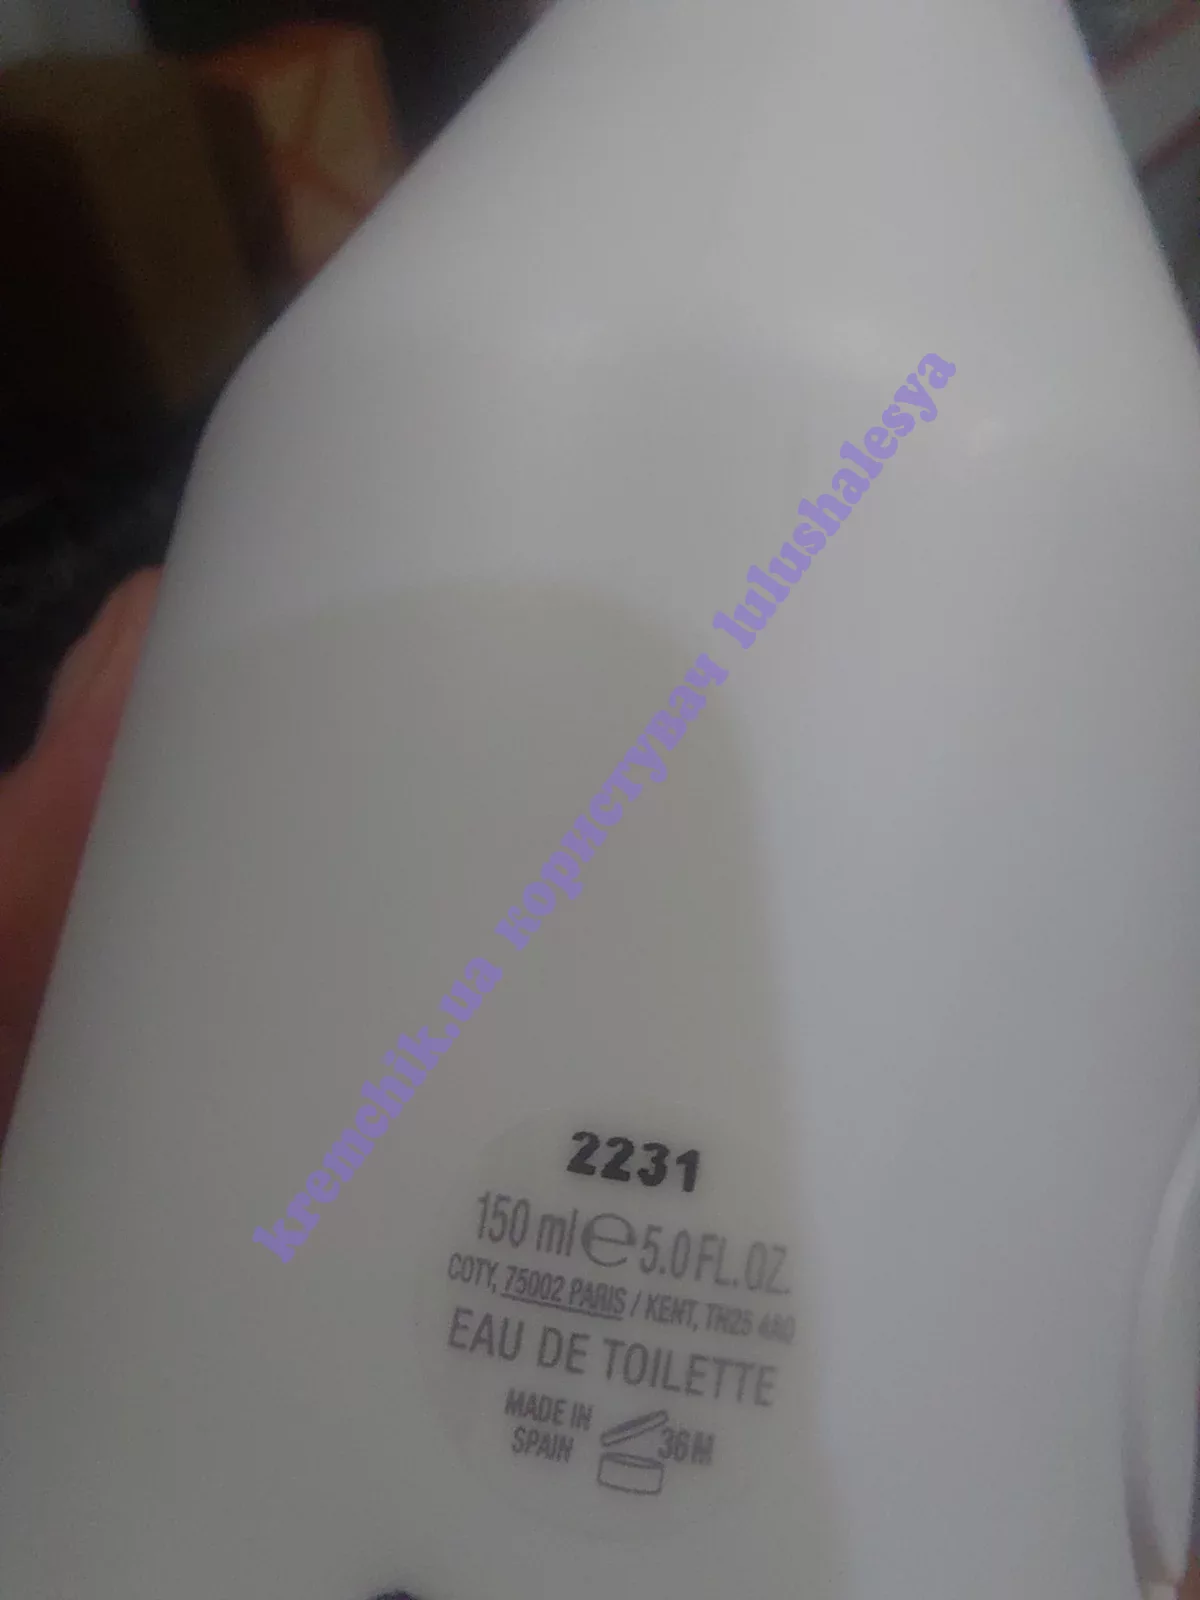 kremchik.ua користувач lulushalesya
2231
150 ml e 5.0 FL. OZ.
COTY, 75002 PARIS / KENT, TN25 4AQ
EAU DE TOILETTE
MADE IN
SPAIN
36M